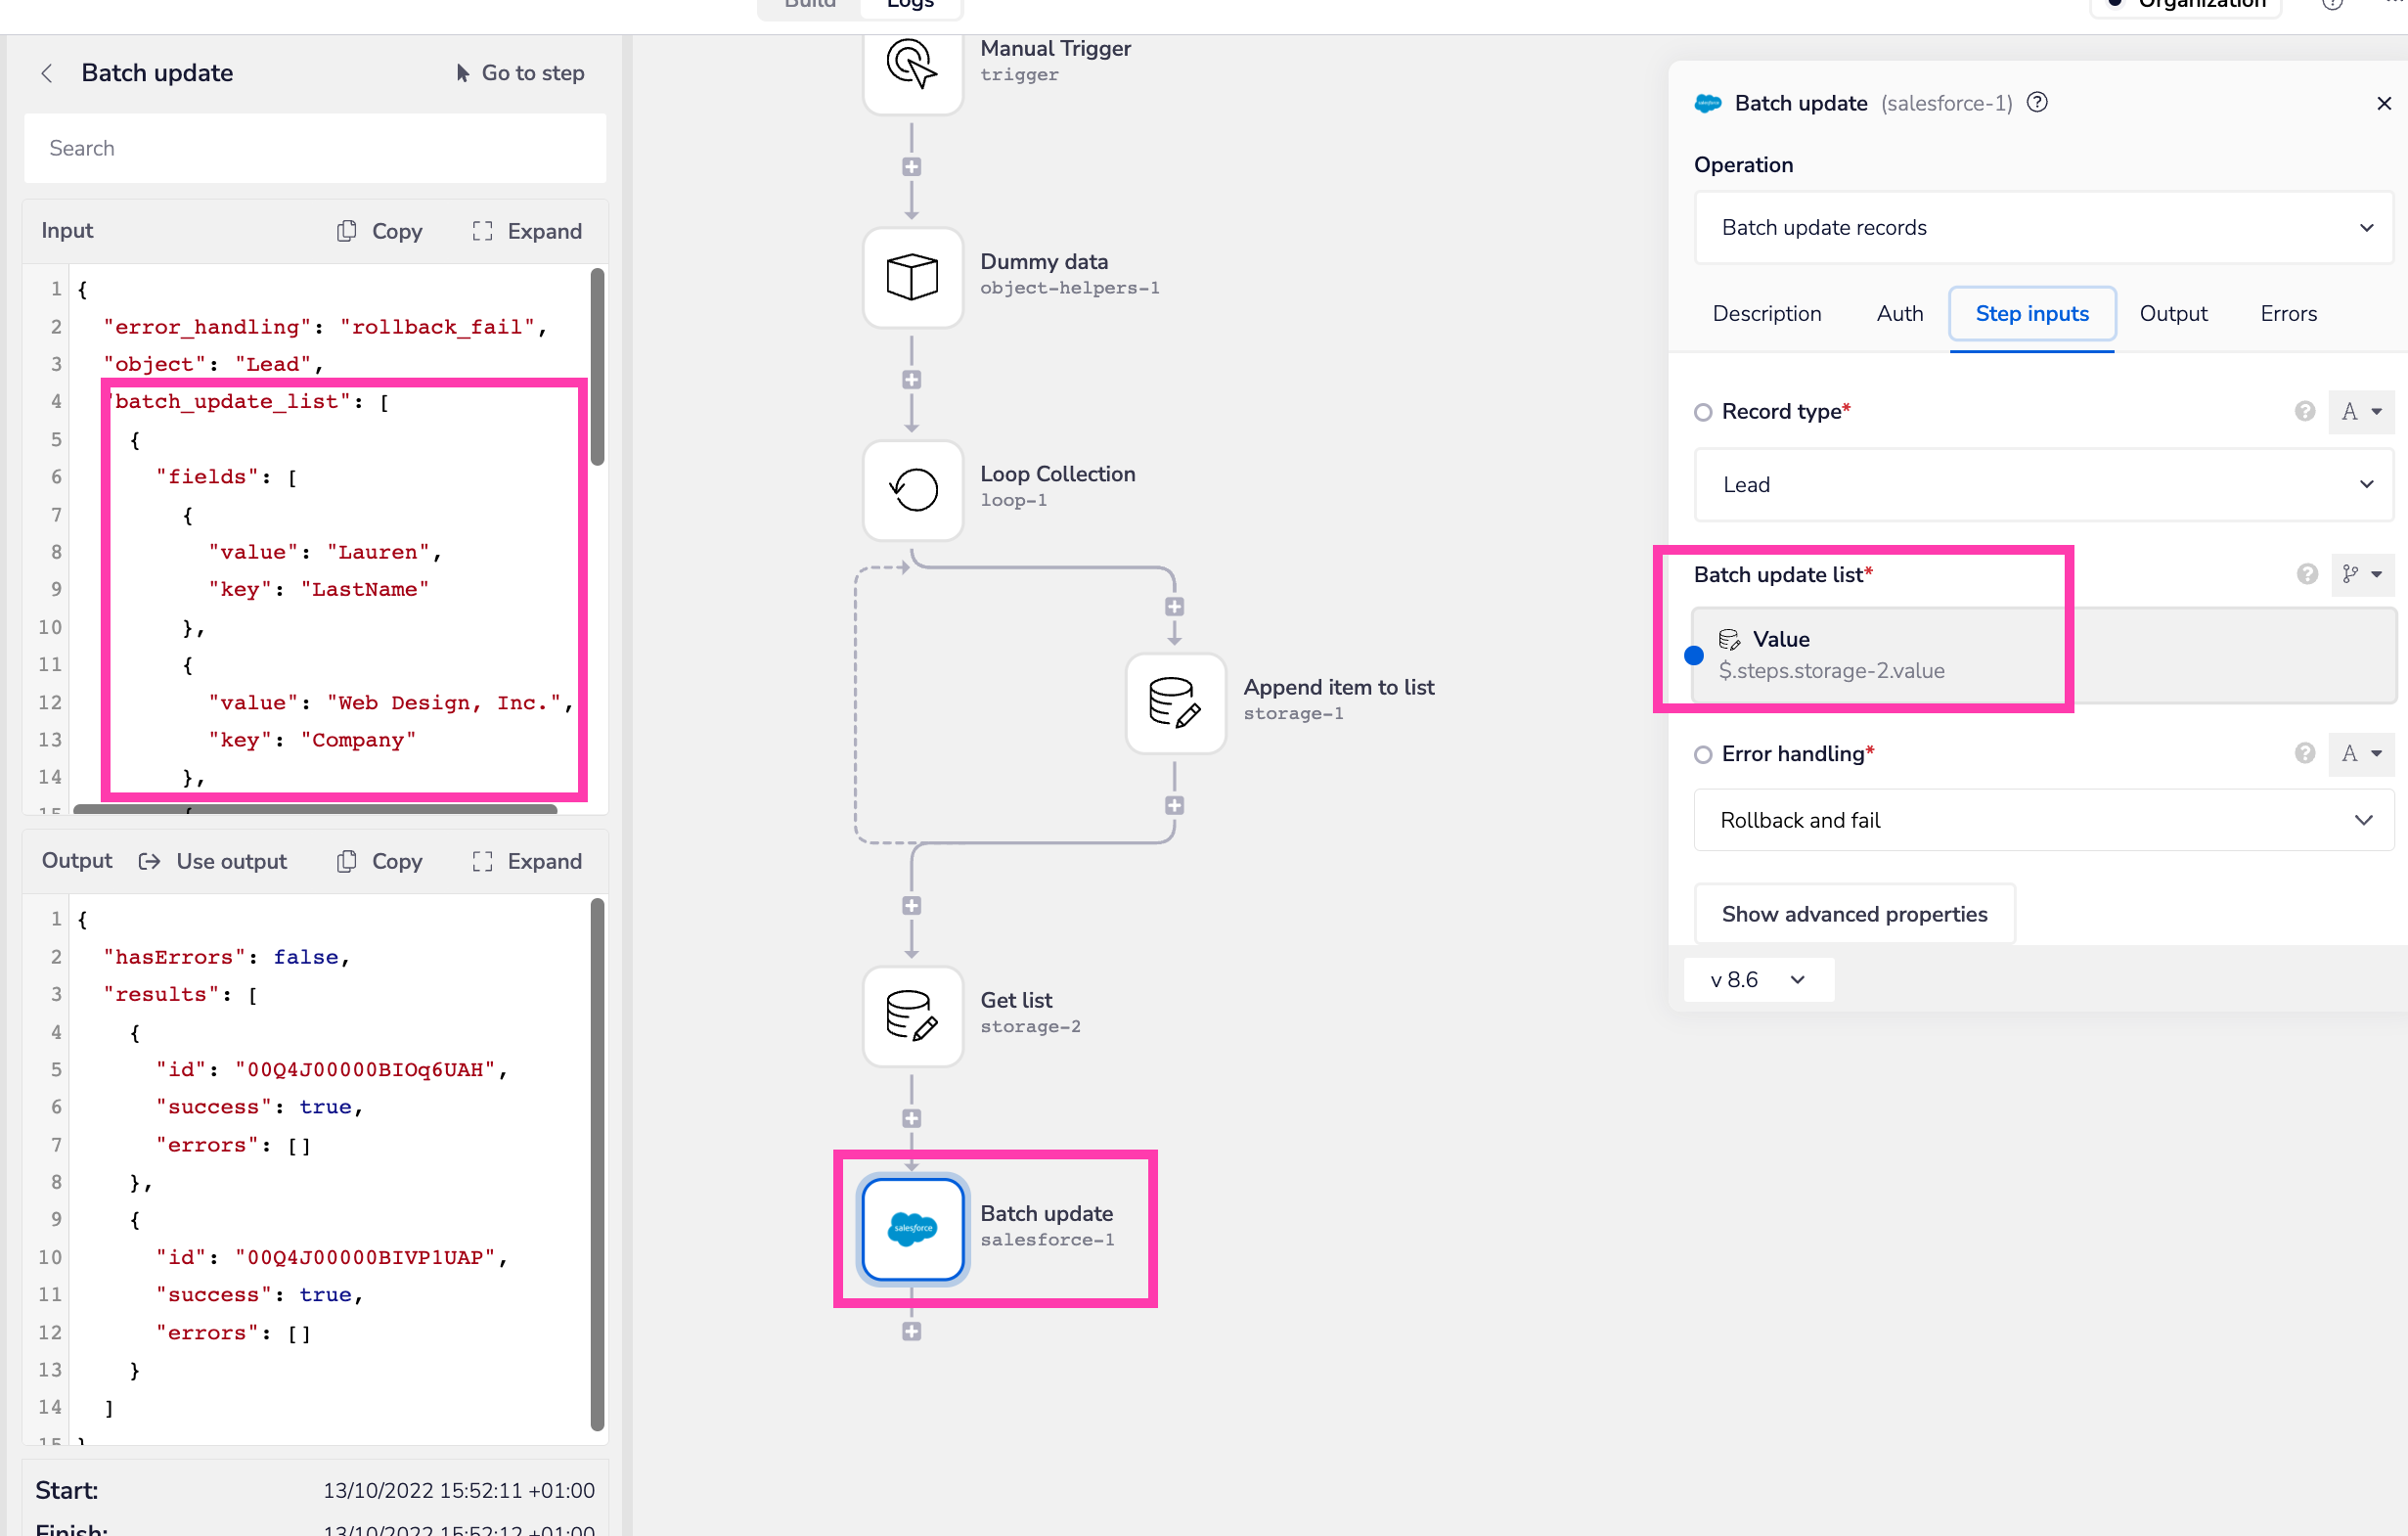 Build
Logs
Organization
Batch update
Go to step
Search
Input
Copy
Expand
1 {
2 "error_handling": "rollback_fail",
3 "object": "Lead",
4 "batch_update_list": [
5 {
6 "fields": [
7 {
8 "value": "Lauren",
9 "key": "LastName"
10 },
11 {
12 "value": "Web Design, Inc.",
13 "key": "Company"
14 },
15 {
Output
Use output
Copy
Expand
1 {
2 "hasErrors": false,
3 "results": [
4 {
5 "id": "00Q4J00000BIOq6UAH",
6 "success": true,
7 "errors": []
8 },
9 {
10 "id": "00Q4J00000BIVP1UAP",
11 "success": true,
12 "errors": []
13 }
14 ]
15 }
Start:
13/10/2022 15:52:11 +01:00
Finish:
13/10/2022 15:52:12 +01:00
Manual Trigger
trigger
Dummy data
object-helpers-1
Loop Collection
loop-1
Append item to list
storage-1
Get list
storage-2
salesforce
Batch update
salesforce-1
salesforce
Batch update (salesforce-1) ?
Operation
Batch update records
Description
Auth
Step inputs
Output
Errors
Record type*
? A
Lead
Batch update list*
?
Value
$.steps.storage-2.value
Error handling*
? A
Rollback and fail
Show advanced properties
v 8.6